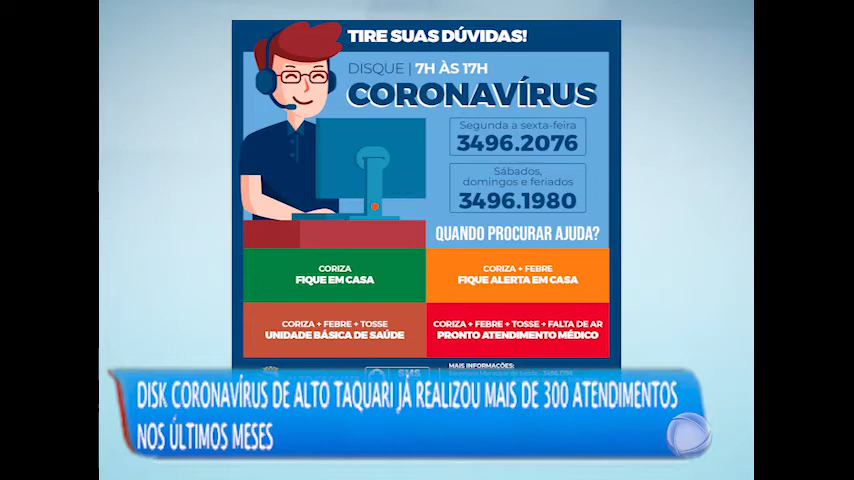 TIRE SUAS DÚVIDAS!
DISQUE | 7H ÀS 17H
CORONAVÍRUS
Segunda a sexta-feira
3496.2076
Sábados,
domingos e feriados
3496.1980
QUANDO PROCURAR AJUDA?
CORIZA
FIQUE EM CASA
CORIZA + FEBRE
FIQUE ALERTA EM CASA
CORIZA + FEBRE + TOSSE
UNIDADE BÁSICA DE SAÚDE
CORIZA + FEBRE + TOSSE + FALTA DE AR
PRONTO ATENDIMENTO MÉDICO
MAIS INFORMAÇÕES:
SMS
DISK CORONAVÍRUS DE ALTO TAQUARI JÁ REALIZOU MAIS DE 300 ATENDIMENTOS
NOS ÚLTIMOS MESES